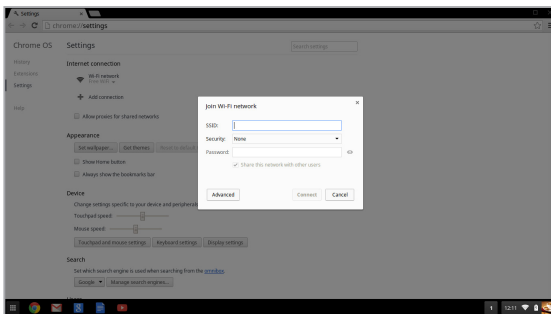 Settings
chrome://settings
Chrome OS
Settings
Search settings
History
Extensions
Settings
Help
Internet connection
Wi-Fi network
Add connection
Allow proxies for shared networks
Appearance
Set wallpaper... Get themes Reset to default
Show Home button
Always show the bookmarks bar
Device
Change settings specific to your device and peripherals
Touchpad speed:
Mouse speed:
Touchpad and mouse settings Keyboard settings Display settings
Search
Set which search engine is used when searching from the omnibox.
Google Manage search engines...
Join Wi-Fi network
SSID:
Security: None
Password:
Share this network with other users
Advanced Connect Cancel
1 12:11